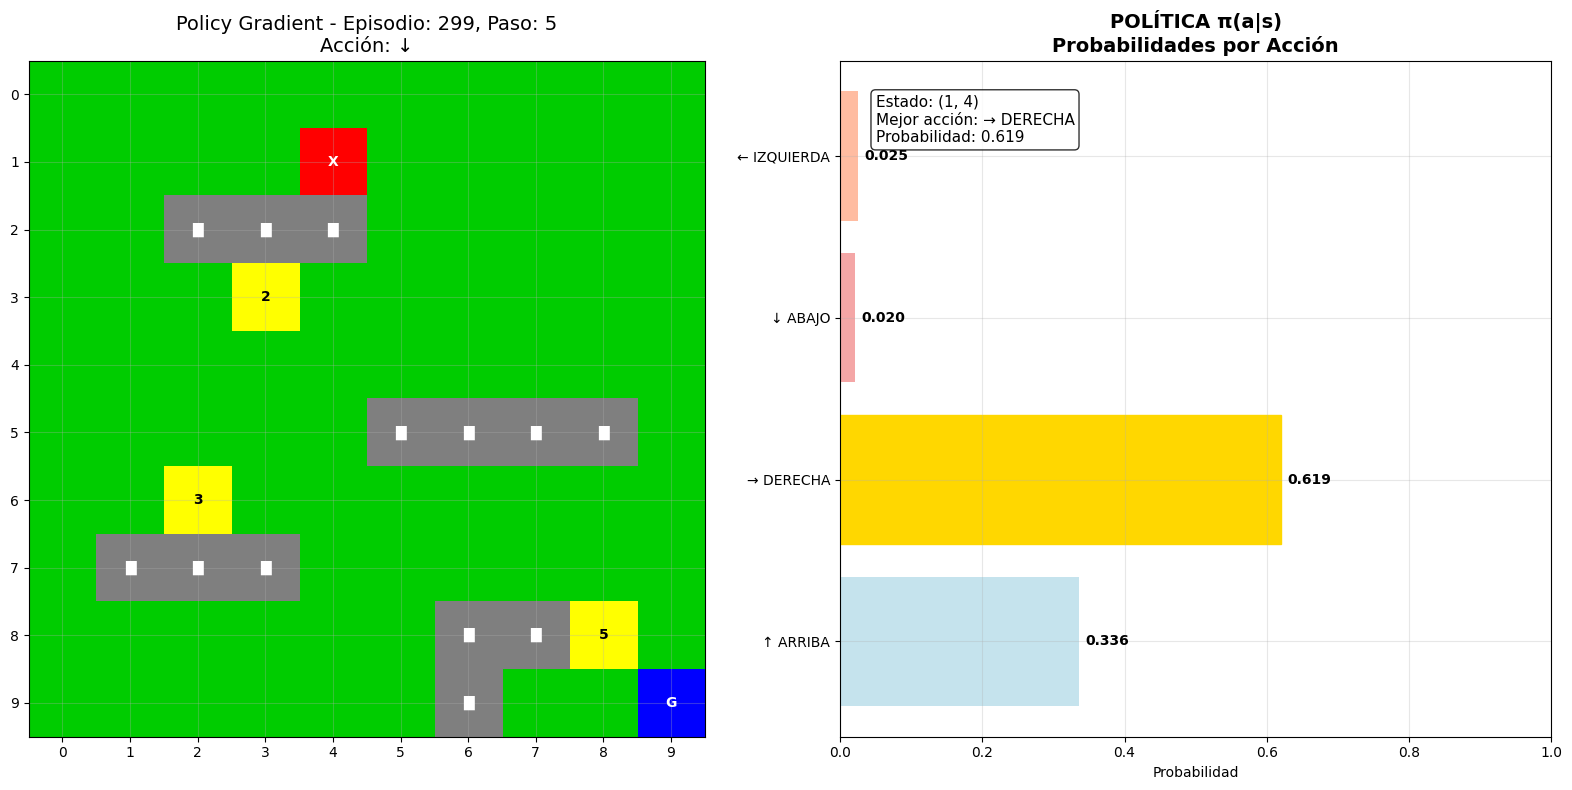 Policy Gradient - Episodio: 299, Paso: 5
Acción: ↓
0
1
2
3
4
5
6
7
8
9
X
2
3
5
G
0 1 2 3 4 5 6 7 8 9
POLÍTICA π(a|s)
Probabilidades por Acción
Estado: (1, 4)
Mejor acción: → DERECHA
Probabilidad: 0.619
← IZQUIERDA 0.025
↓ ABAJO 0.020
→ DERECHA 0.619
↑ ARRIBA 0.336
0.0 0.2 0.4 0.6 0.8 1.0
Probabilidad